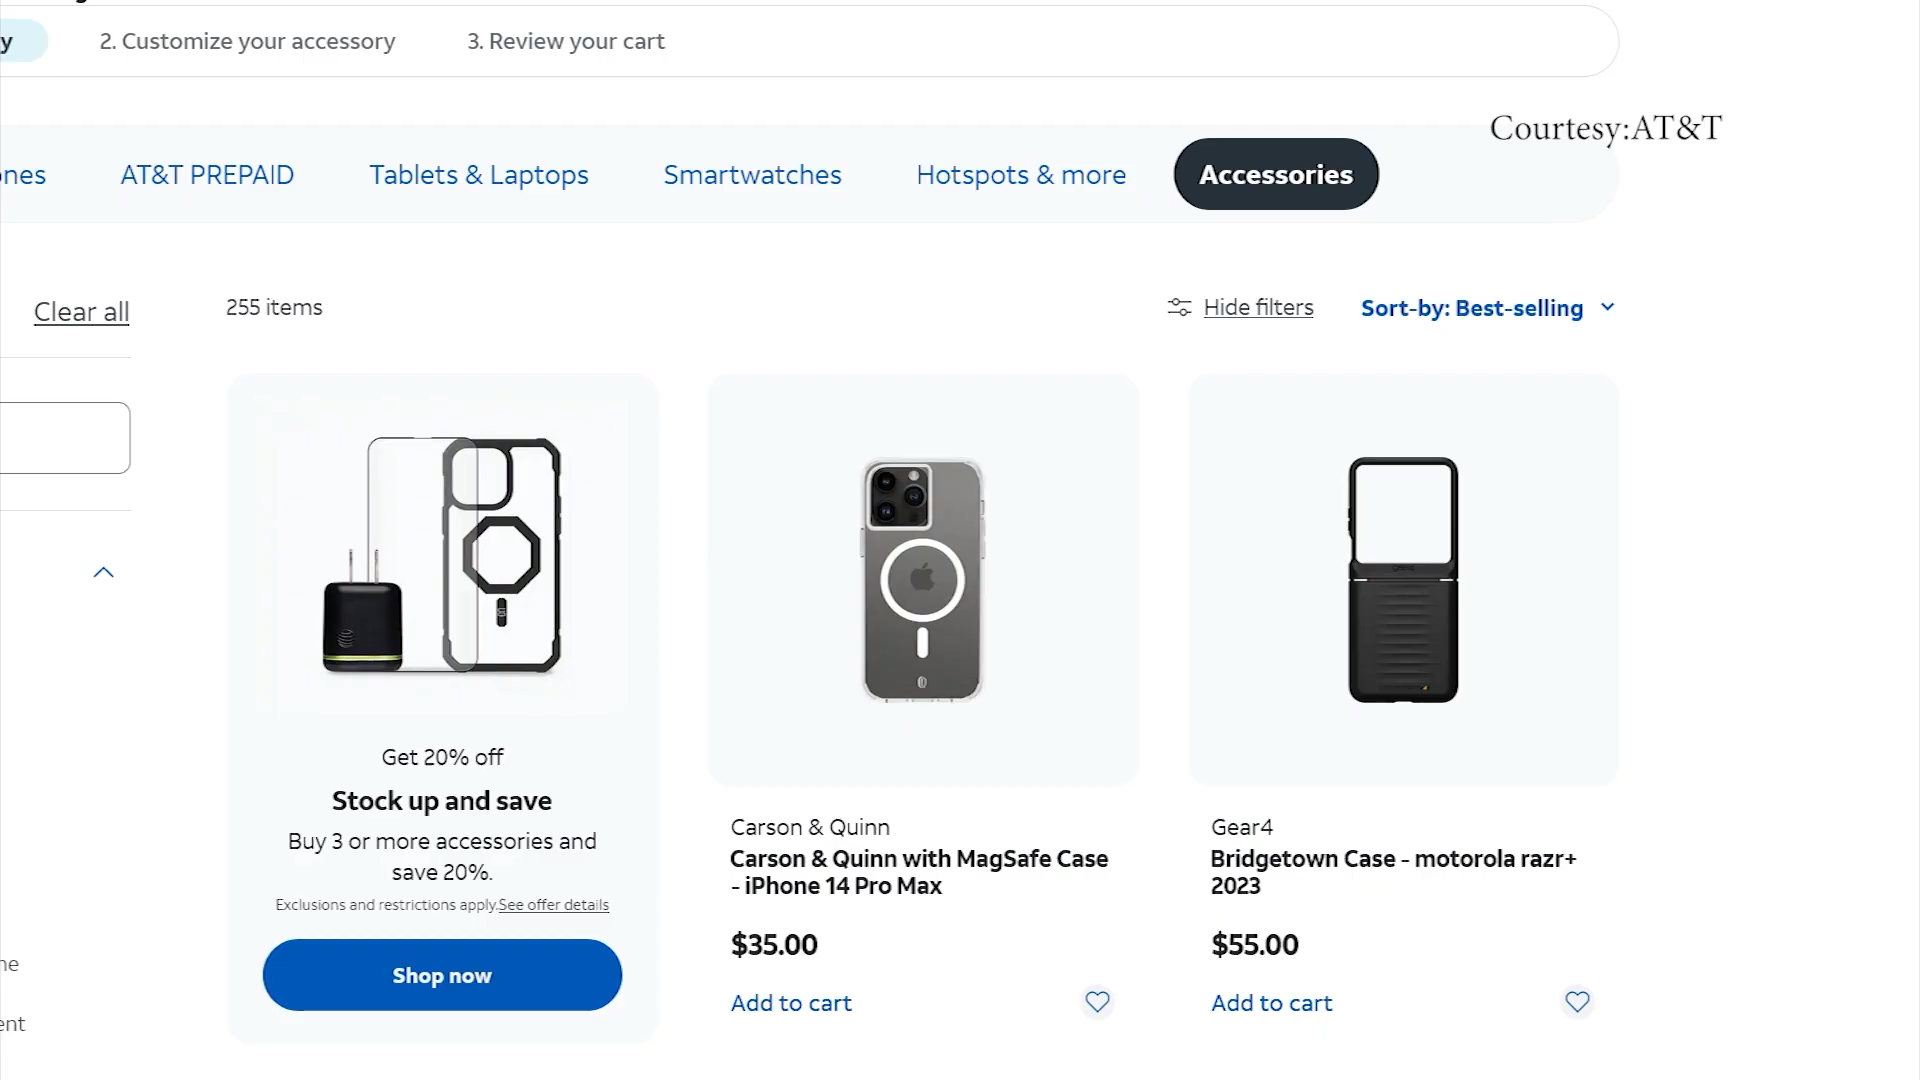 2. Customize your accessory
3. Review your cart
Courtesy:AT&T
AT&T PREPAID
Tablets & Laptops
Smartwatches
Hotspots & more
Accessories
Clear all
255 items
Hide filters
Sort-by: Best-selling
Get 20% off
Stock up and save
Buy 3 or more accessories and
save 20%.
Exclusions and restrictions apply.See offer details
Shop now
Carson & Quinn
Carson & Quinn with MagSafe Case
- iPhone 14 Pro Max
$35.00
Add to cart
Gear4
Bridgetown Case - motorola razr+
2023
$55.00
Add to cart